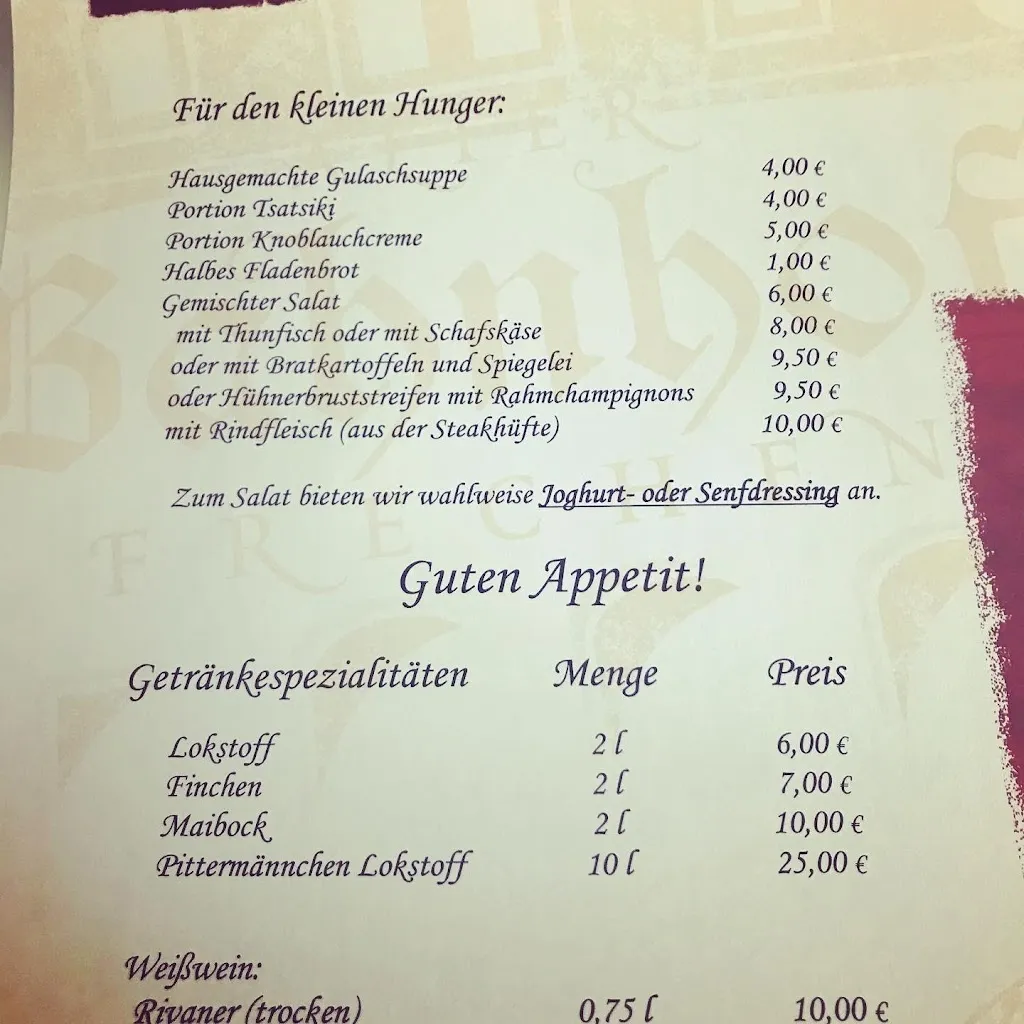 Für den kleinen Hunger:
Hausgemachte Gulaschsuppe 4,00 €
Portion Tsatsiki 4,00 €
Portion Knoblauchcreme 5,00 €
Halbes Fladenbrot 1,00 €
Gemischter Salat 6,00 €
mit Thunfisch oder mit Schafskäse 8,00 €
oder mit Bratkartoffeln und Spiegelei 9,50 €
oder Hühnerbruststreifen mit Rahmchampignons 9,50 €
mit Rindfleisch (aus der Steakhüfte) 10,00 €
Zum Salat bieten wir wahlweise Joghurt- oder Senfdressing an.
FRECHEN
Guten Appetit!
Getränkespezialitäten Menge Preis
Lokstoff 2 l 6,00 €
Finchen 2 l 7,00 €
Maibock 2 l 10,00 €
Pittermännchen Lokstoff 10 l 25,00 €
Weißwein:
Rivaner (trocken) 0,75 l 10,00 €